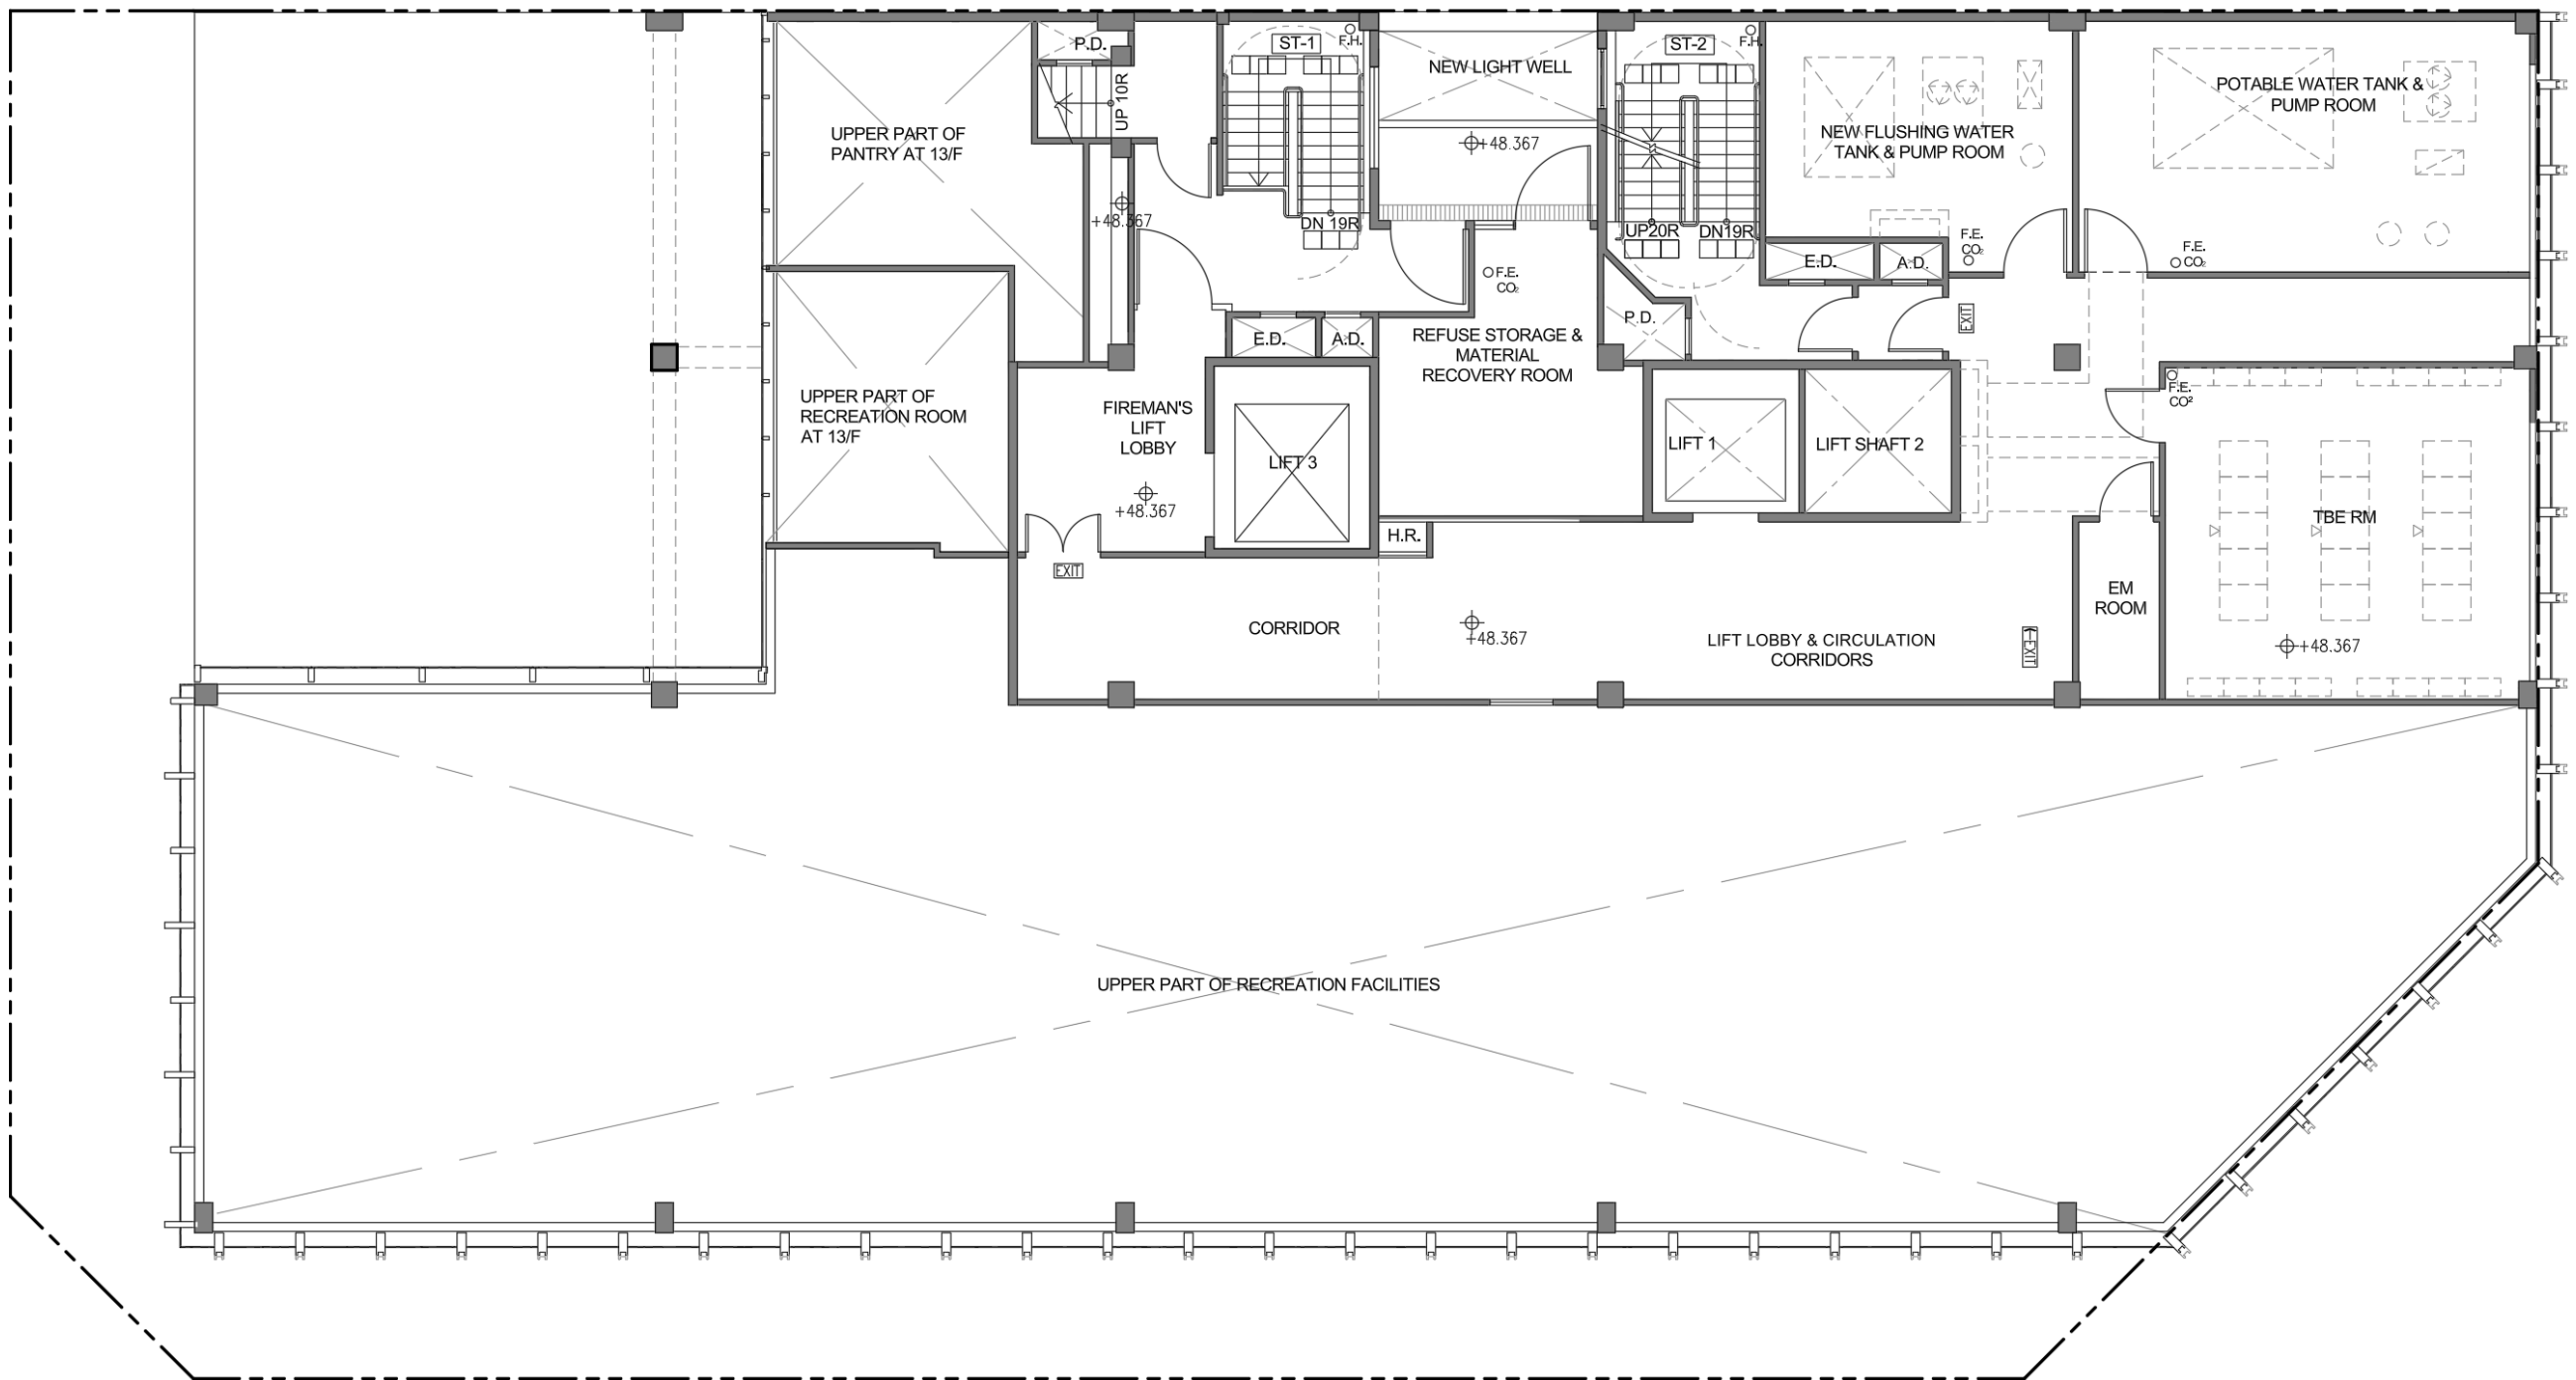 P.D.
ST-1
F.H.
NEW LIGHT WELL
ST-2
F.H.
POTABLE WATER TANK &
PUMP ROOM
UP 10R
UPPER PART OF
PANTRY AT 13/F
+48.367
NEW FLUSHING WATER
TANK & PUMP ROOM
+48.367
DN 19R
UP20R
DN19R
F.E.
CO₂
F.E.
CO₂
F.E.
CO₂
E.D.
A.D.
EXIT
P.D.
E.D.
A.D.
REFUSE STORAGE &
MATERIAL
RECOVERY ROOM
UPPER PART OF
RECREATION ROOM
AT 13/F
FIREMAN'S
LIFT
LOBBY
F.E.
CO²
LIFT 3
LIFT 1
LIFT SHAFT 2
+48.367
TBE RM
H.R.
EXIT
EM
ROOM
CORRIDOR
+48.367
LIFT LOBBY & CIRCULATION
CORRIDORS
EXIT
+48.367
UPPER PART OF RECREATION FACILITIES